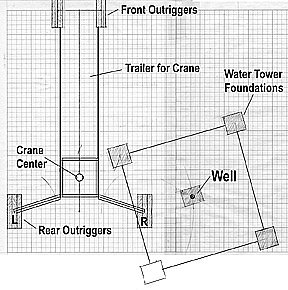 Front Outriggers
Trailer for Crane
Water Tower
Foundations
Crane
Center
Well
L
R
Rear Outriggers